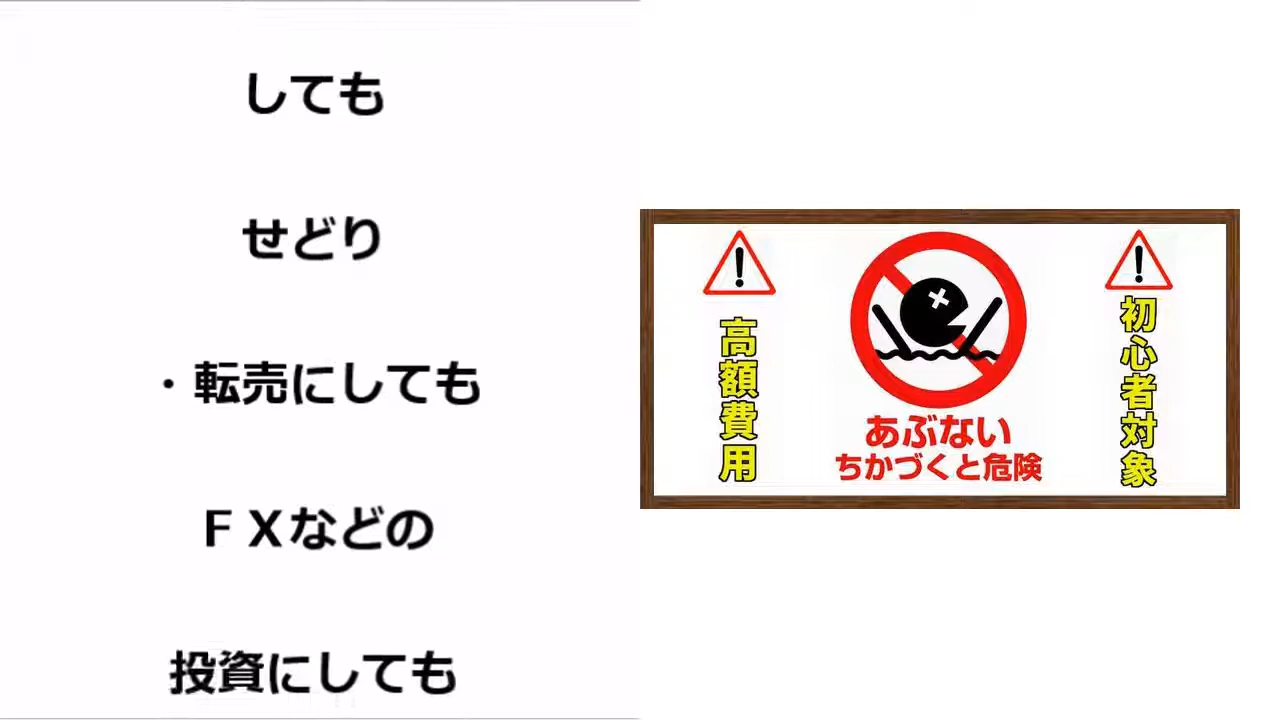 しても
せどり
・転売にしても
ＦＸなどの
投資にしても
高額費用
あぶない
ちかづくと危険
初心者対象